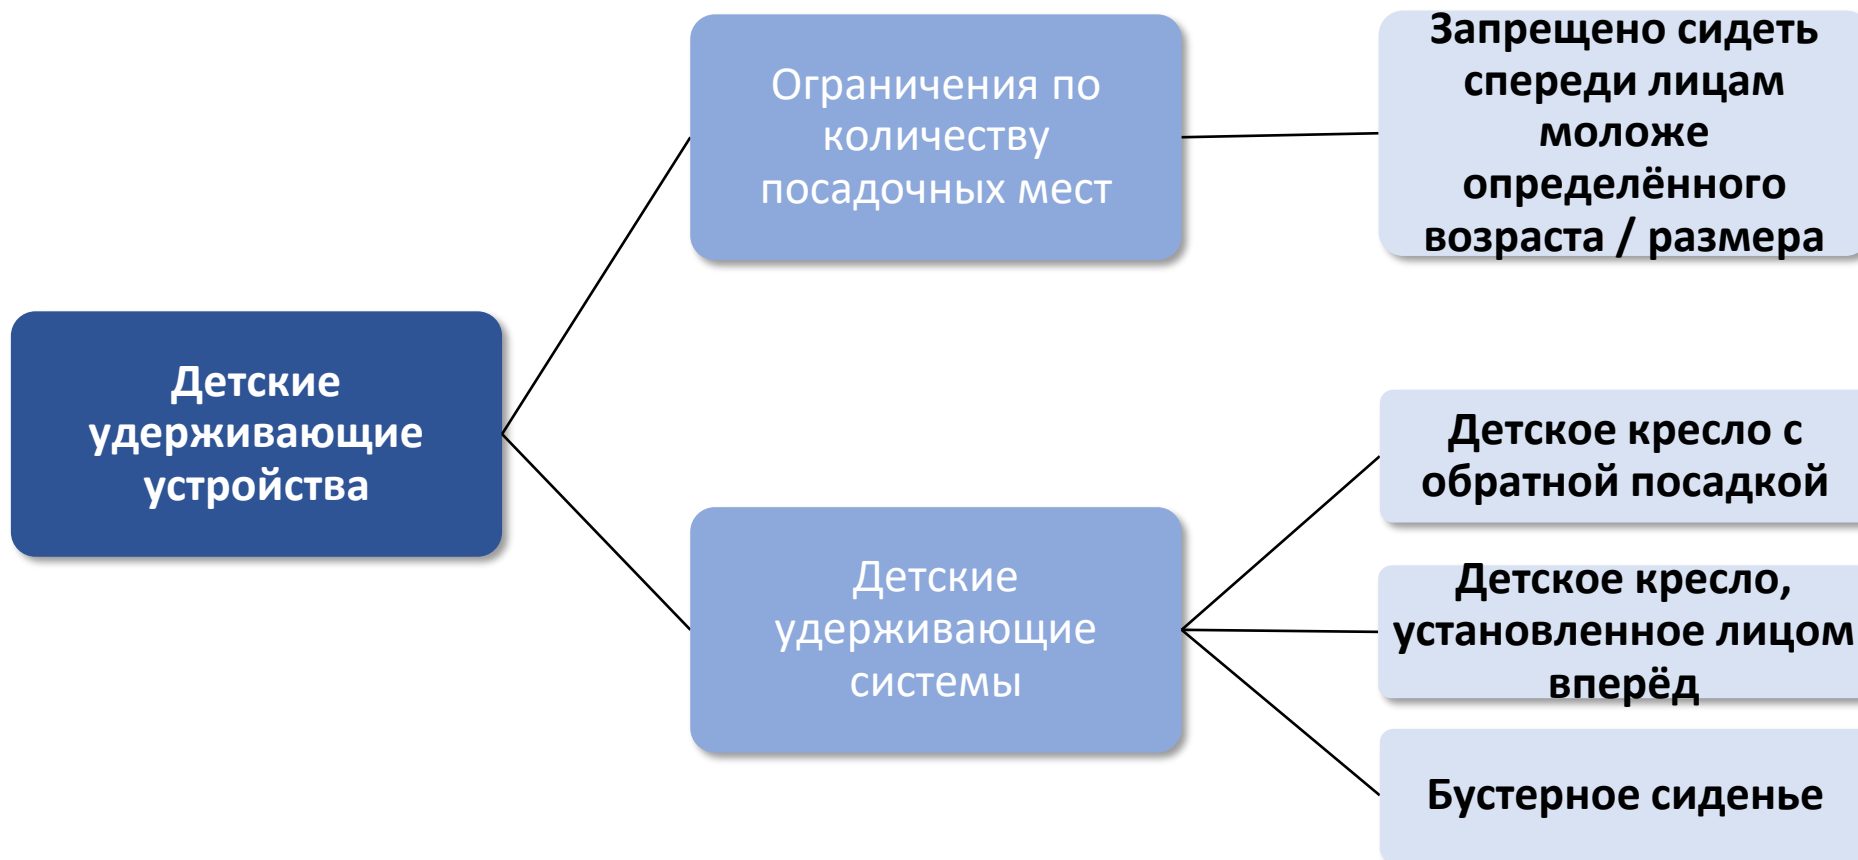 Запрещено сидеть
спереди лицам
моложе
определённого
возраста / размера
Ограничения по
количеству
посадочных мест
Детские
удерживающие
устройства
Детское кресло с
обратной посадкой
Детские
удерживающие
системы
Детское кресло,
установленное лицом
вперёд
Бустерное сиденье